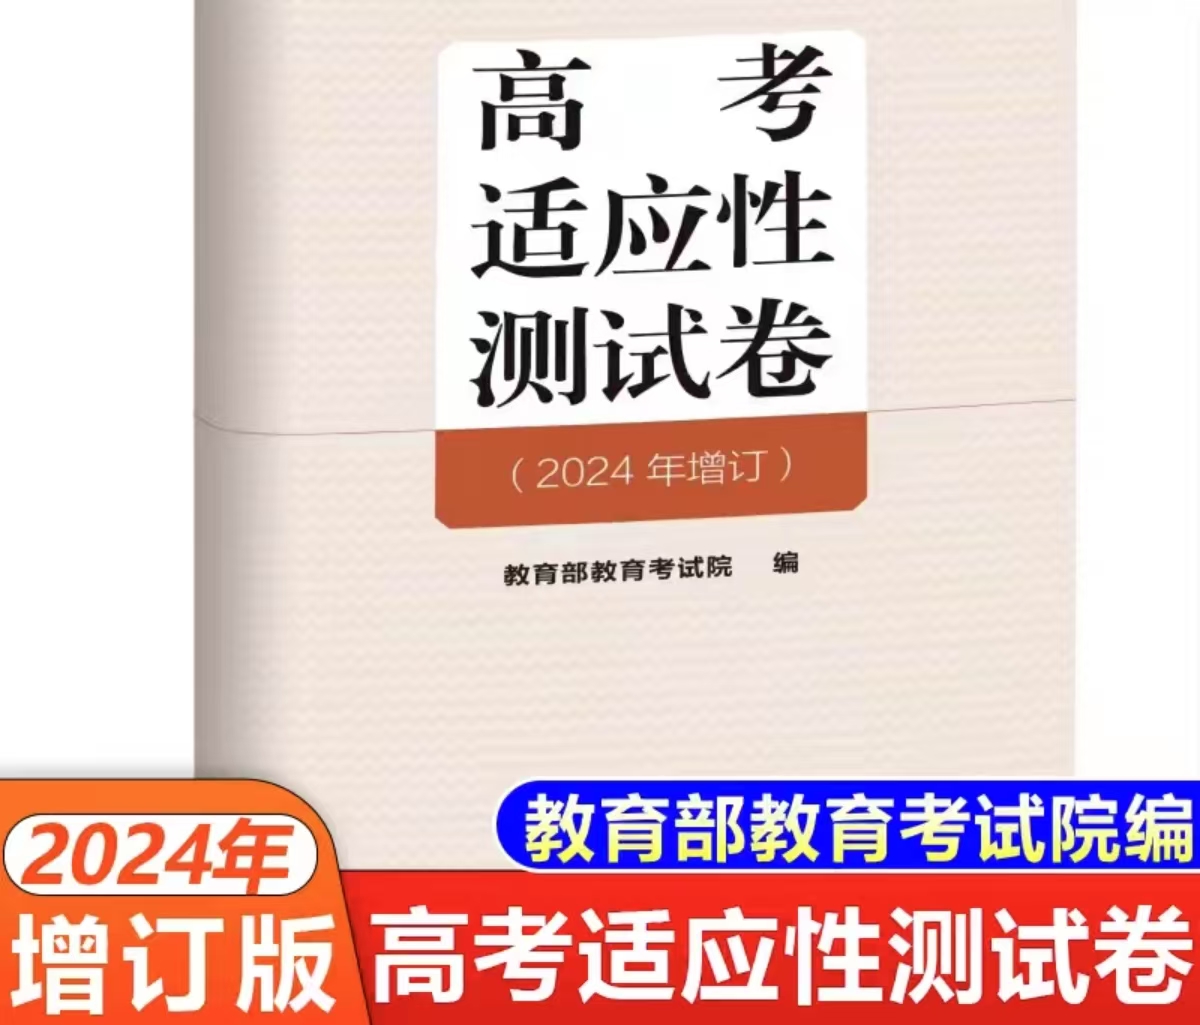 高 考
适应性
测试卷
（2024 年增订）
教育部教育考试院 编
教育部教育考试院编
2024年
增订版
高考适应性测试卷